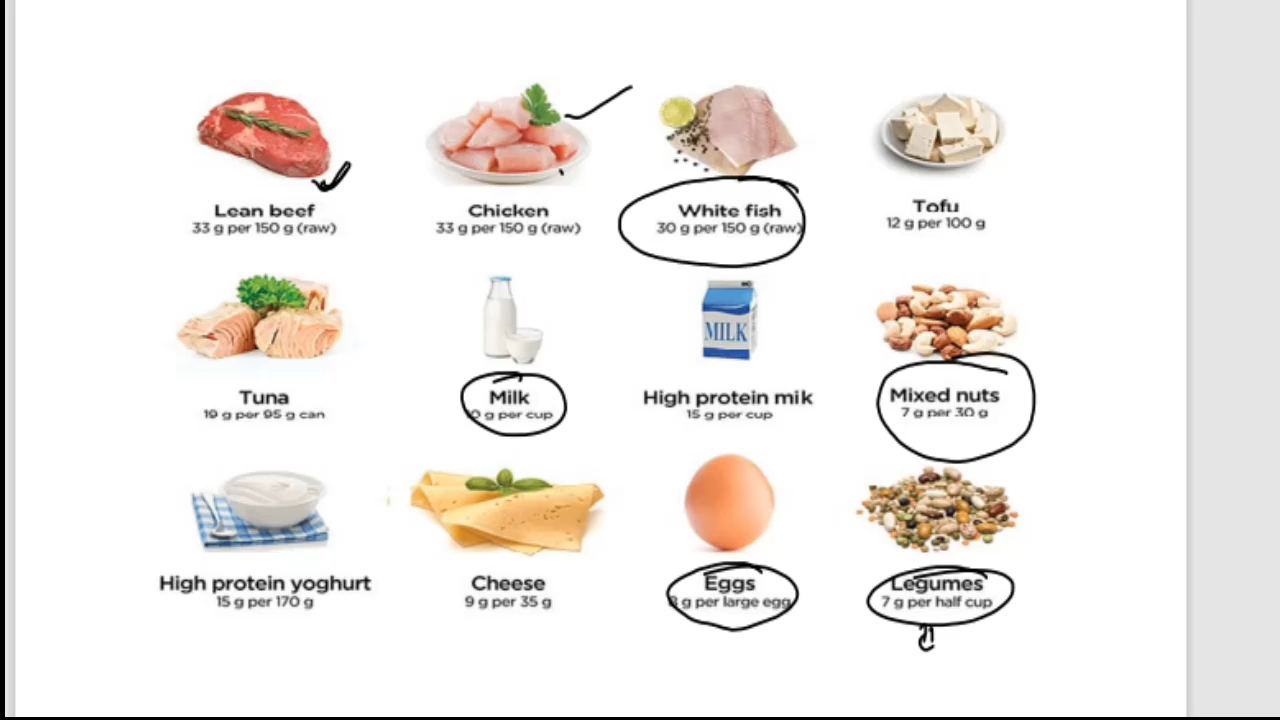 Lean beef
33 g per 150 g (raw)
Chicken
33 g per 150 g (raw)
White fish
30 g per 150 g (raw)
Tofu
12 g per 100 g
MILK
Tuna
19 g per 95 g can
Milk
g per cup
High protein mik
15 g per cup
Mixed nuts
7 g per 30 g
High protein yoghurt
15 g per 170 g
Cheese
9 g per 35 g
Eggs
g per large egg
Legumes
7 g per half cup